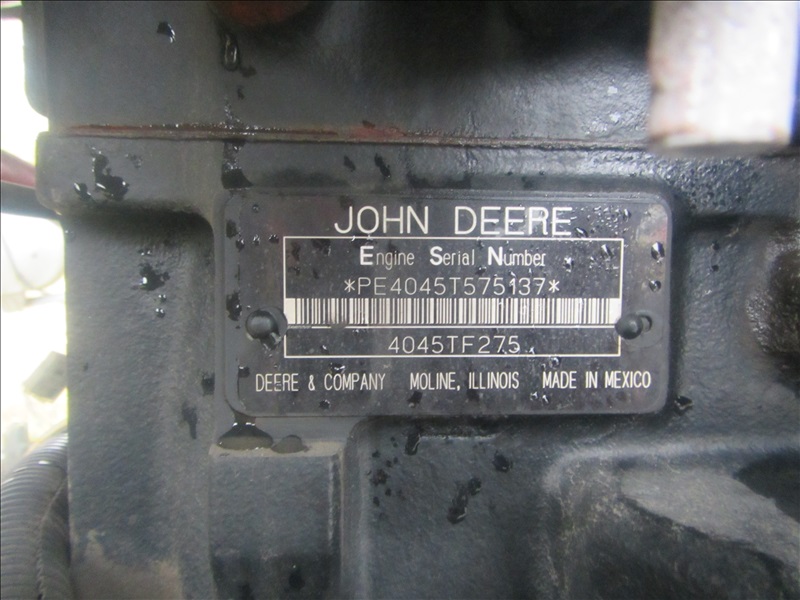 JOHN DEERE
Engine Serial Number
*PE4045T575137*
4045TF275
DEERE & COMPANY MOLINE, ILLINOIS MADE IN MEXICO